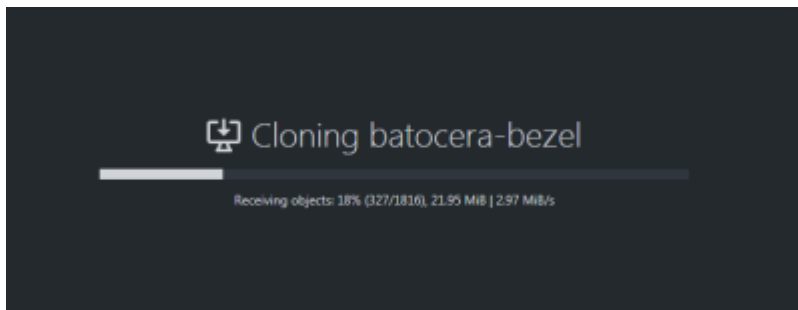 Cloning batocera-bezel
Receiving objects: 18% (327/1816), 21.95 MiB | 2.97 MiB/s